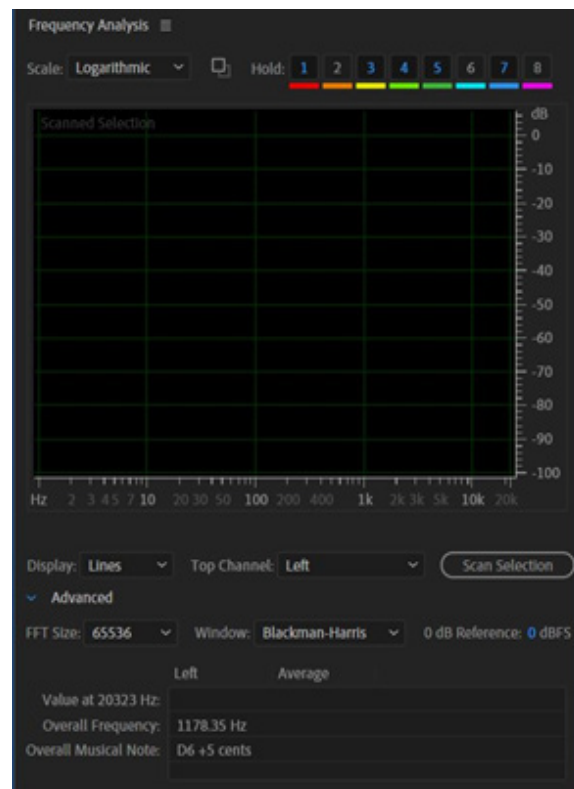 Frequency Analysis
Scale: Logarithmic Hold: 1 2 3 4 5 6 7 8
Scanned Selection
dB
0
-10
-20
-30
-40
-50
-60
-70
-80
-90
-100
Hz 2 3 4 5 7 10 20 30 50 100 200 400 1k 2k 3k 5k 10k 20k
Display: Lines Top Channel: Left Scan Selection
Advanced
FFT Size: 65536 Window: Blackman-Harris 0 dB Reference: 0 dBFS
Left Average
Value at 20323 Hz:
Overall Frequency: 1178.35 Hz
Overall Musical Note: D6 +5 cents